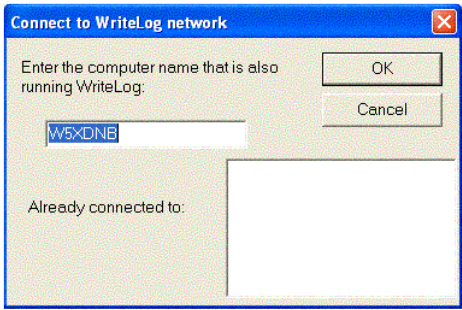 Connect to WriteLog network
Enter the computer name that is also
running WriteLog:
OK
Cancel
W5XDNB
Already connected to: